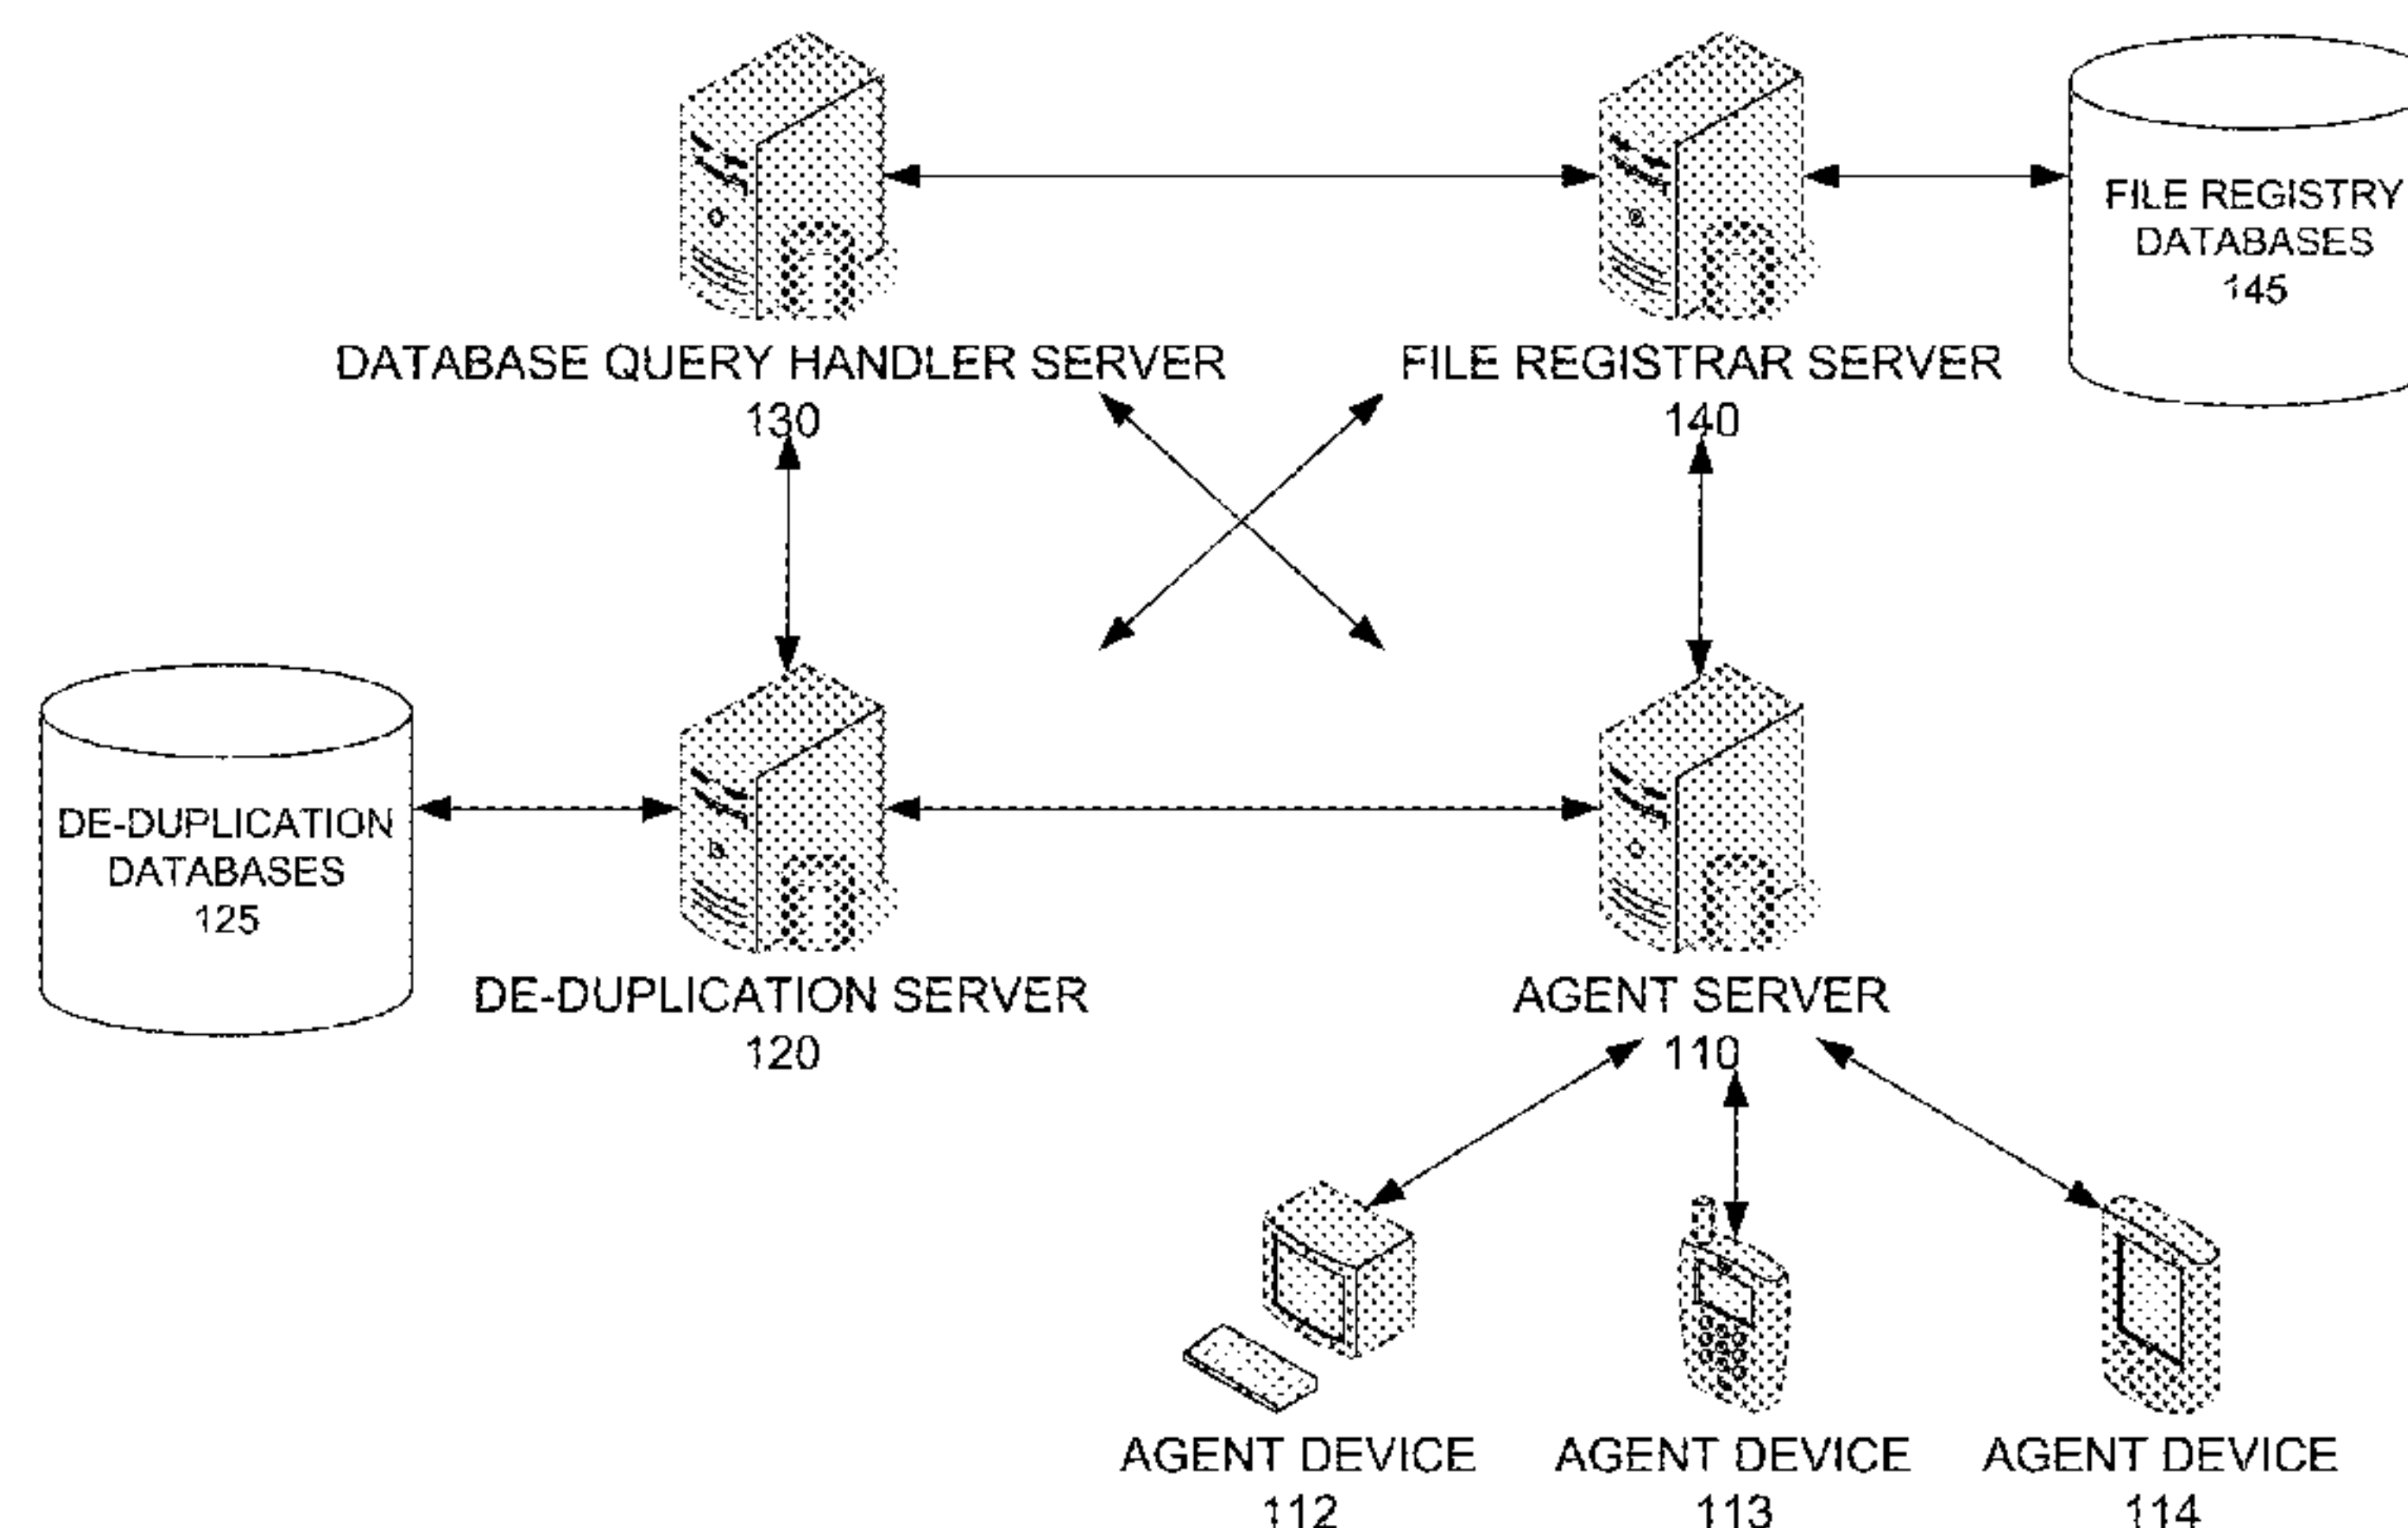 FILE REGISTRY
DATABASES
145
DATABASE QUERY HANDLER SERVER
130
FILE REGISTRAR SERVER
140
DE-DUPLICATION
DATABASES
125
DE-DUPLICATION SERVER
120
AGENT SERVER
110
AGENT DEVICE
112
AGENT DEVICE
113
AGENT DEVICE
114